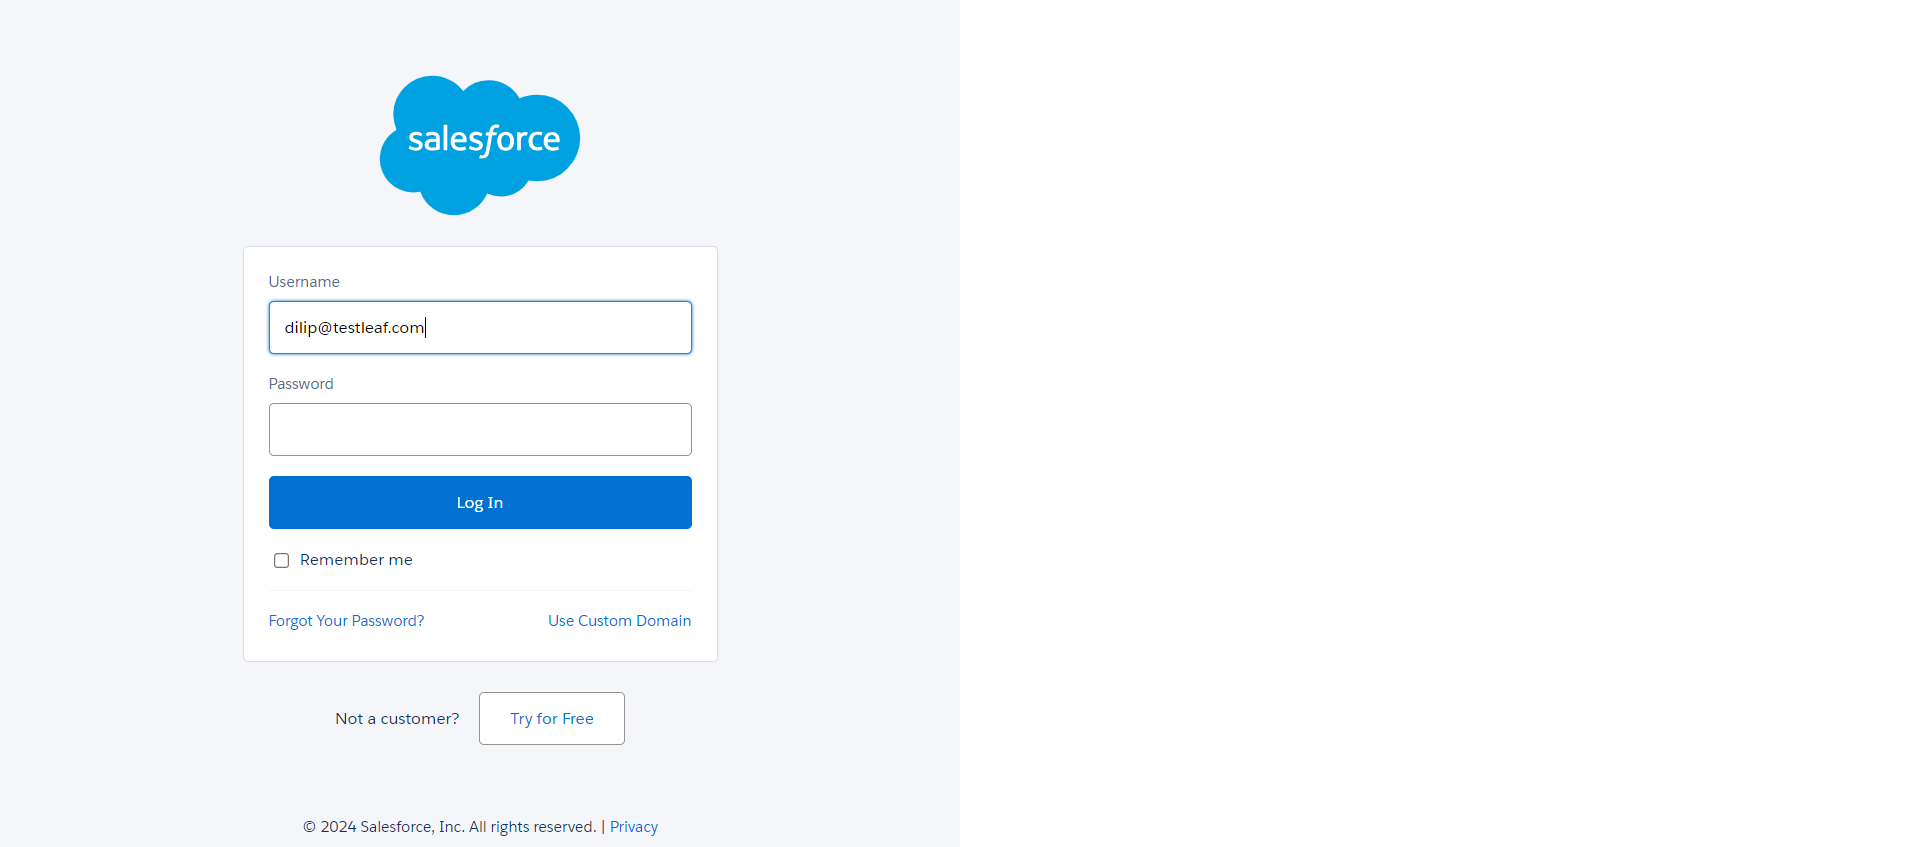 salesforce
Username
dilip@testleaf.com
Password
Log In
Remember me
Forgot Your Password? Use Custom Domain
Not a customer? Try for Free
© 2024 Salesforce, Inc. All rights reserved. | Privacy